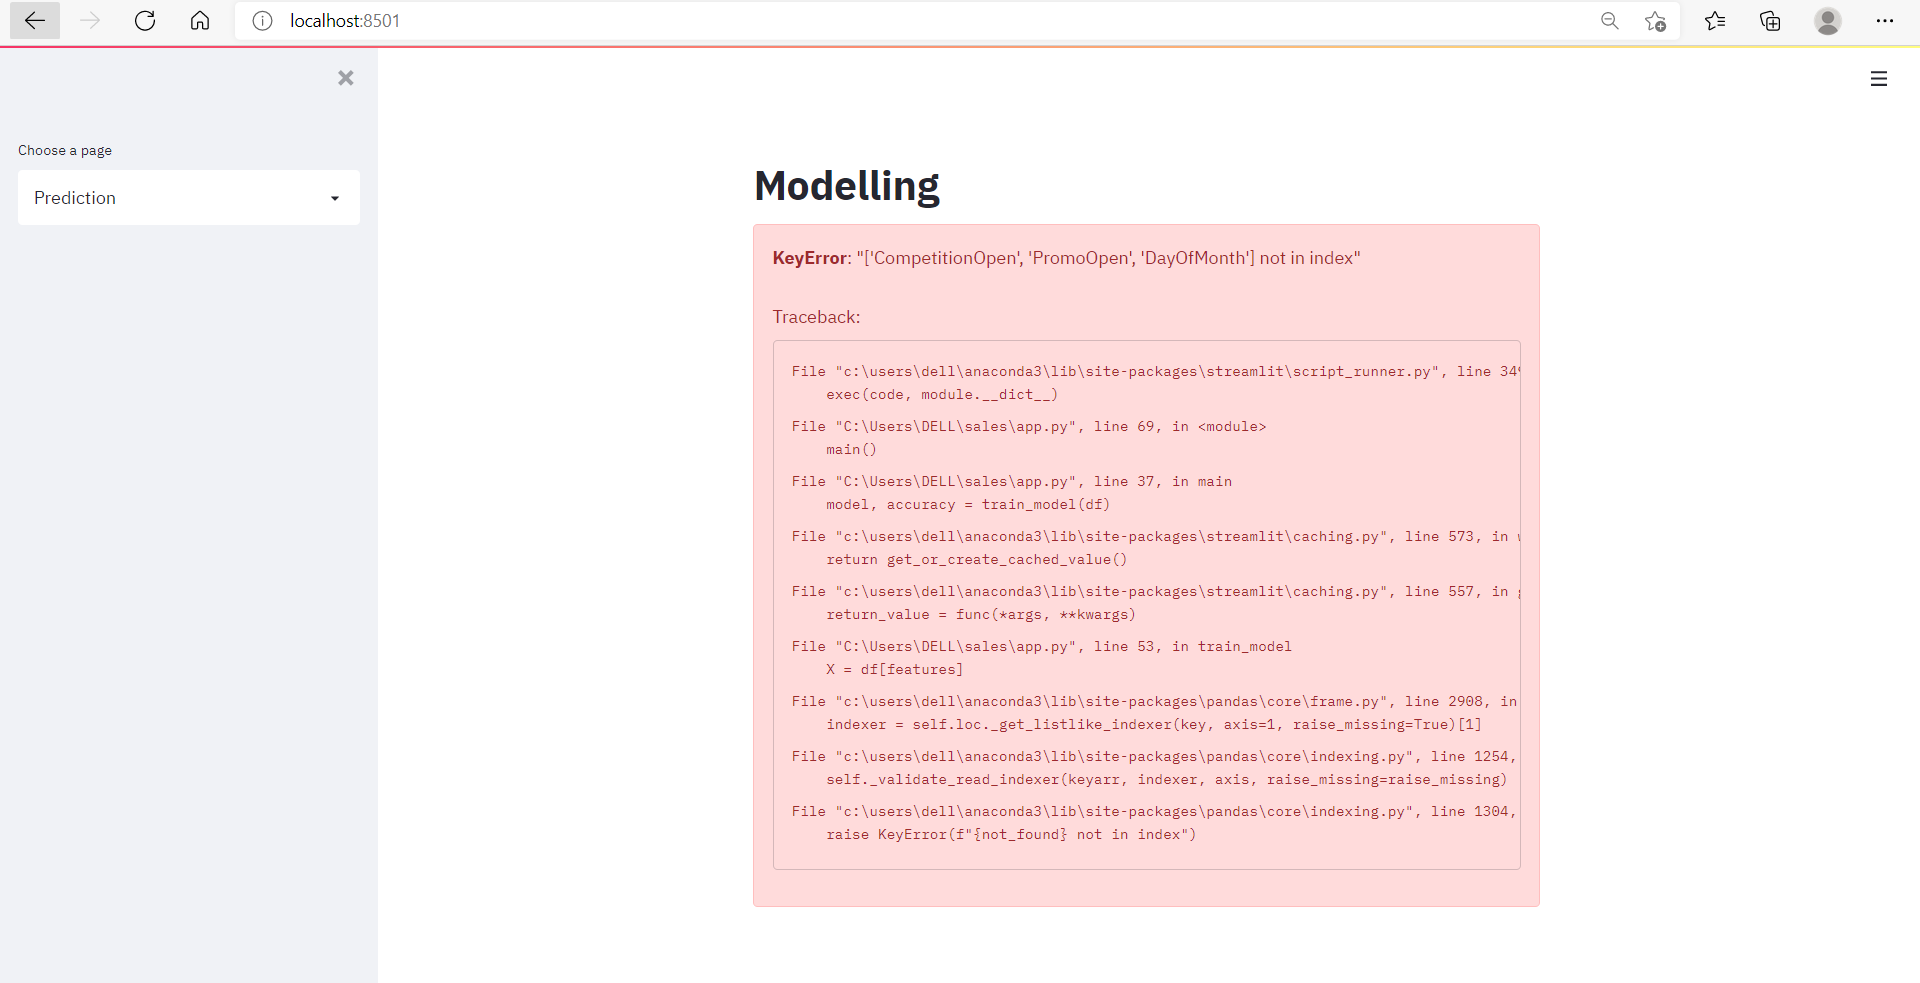 localhost:8501
Choose a page
Prediction
Modelling
KeyError: "['CompetitionOpen', 'PromoOpen', 'DayOfMonth'] not in index"
Traceback:
File "c:\users\dell\anaconda3\lib\site-packages\streamlit\script_runner.py", line 349
exec(code, module.__dict__)
File "C:\Users\DELL\sales\app.py", line 69, in <module>
main()
File "C:\Users\DELL\sales\app.py", line 37, in main
model, accuracy = train_model(df)
File "c:\users\dell\anaconda3\lib\site-packages\streamlit\caching.py", line 573, in
return get_or_create_cached_value()
File "c:\users\dell\anaconda3\lib\site-packages\streamlit\caching.py", line 557, in
return_value = func(*args, **kwargs)
File "C:\Users\DELL\sales\app.py", line 53, in train_model
X = df[features]
File "c:\users\dell\anaconda3\lib\site-packages\pandas\core\frame.py", line 2908, in
indexer = self.loc._get_listlike_indexer(key, axis=1, raise_missing=True)[1]
File "c:\users\dell\anaconda3\lib\site-packages\pandas\core\indexing.py", line 1254,
self._validate_read_indexer(keyarr, indexer, axis, raise_missing=raise_missing)
File "c:\users\dell\anaconda3\lib\site-packages\pandas\core\indexing.py", line 1304,
raise KeyError(f"{not_found} not in index")